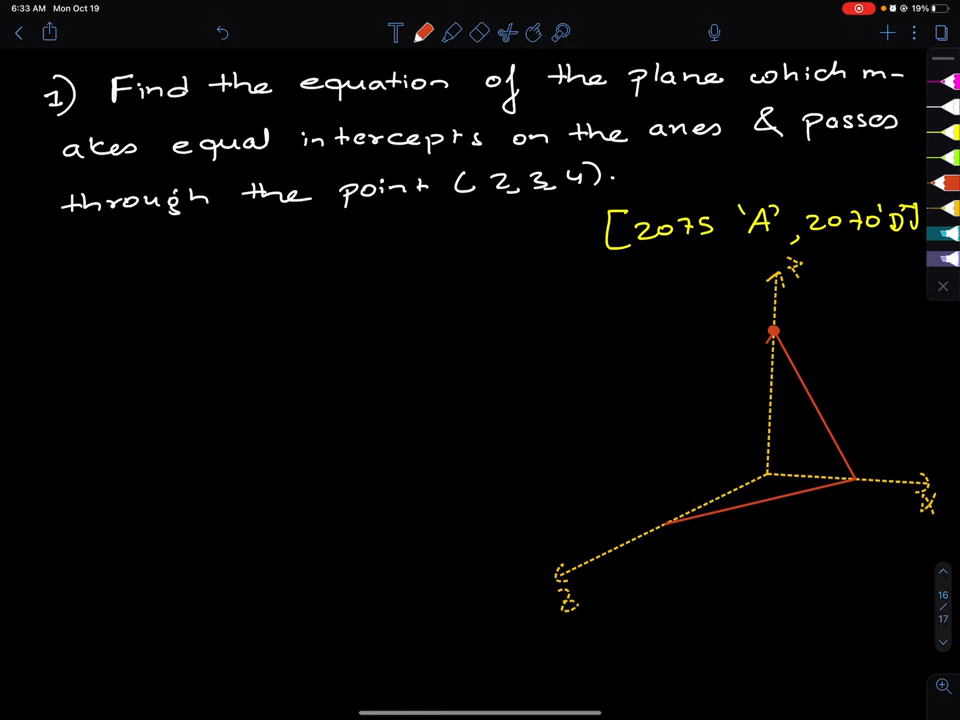 6:33 AM Mon Oct 19
19%
T
1) Find the equation of the plane which m-
akes equal intercepts on the axes & passes
through the point (2,3,4).
[2075 'A', 2070 'D']
16
/
17